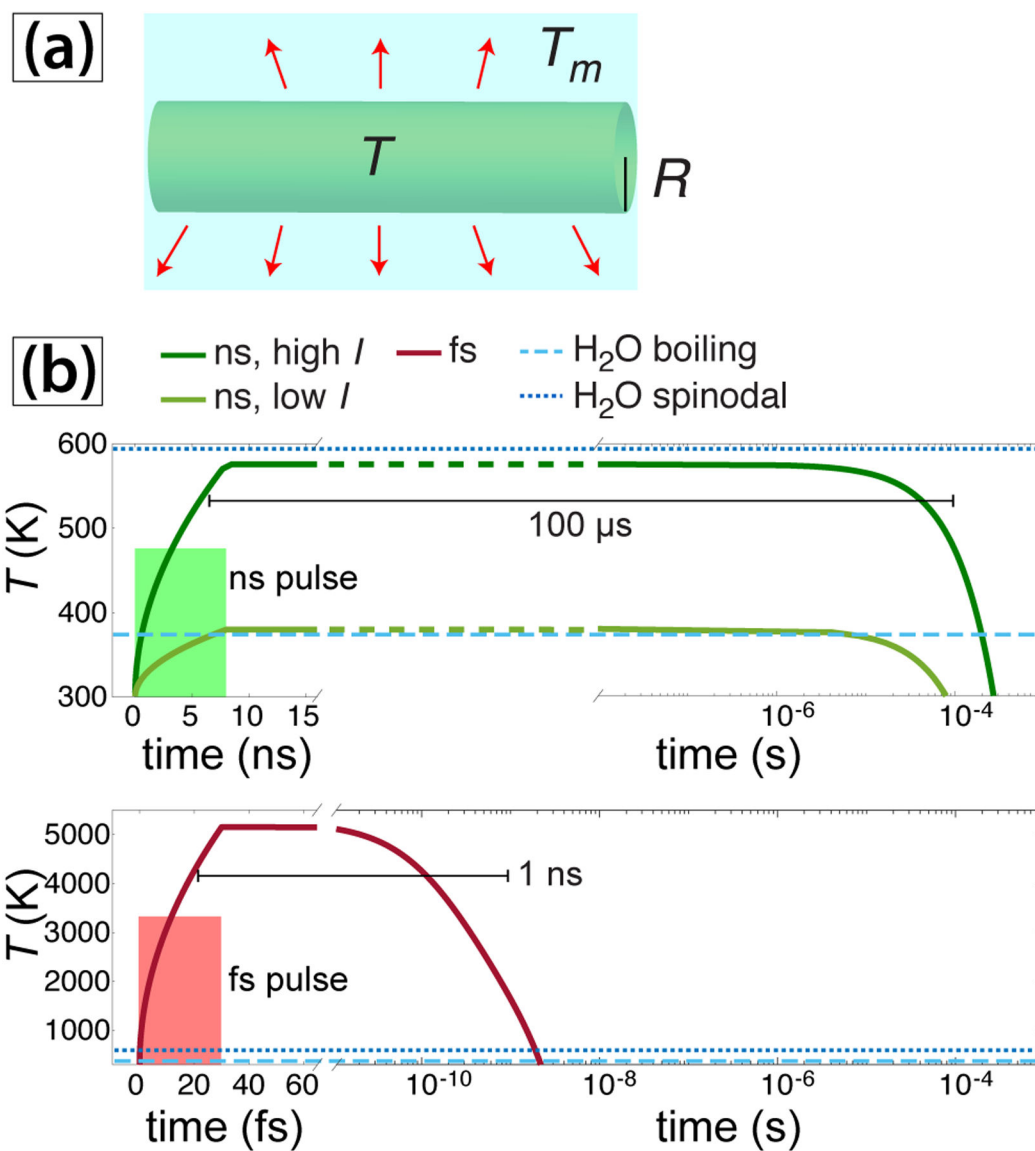 (a)
T_m
T
R
(b)
ns, high I
fs
H₂O boiling
ns, low I
H₂O spinodal
600
500
400
300
T (K)
100 µs
ns pulse
0 5 10 15
10⁻⁶ 10⁻⁴
time (ns)
time (s)
5000
4000
3000
2000
1000
T (K)
1 ns
fs pulse
0 20 40 60
10⁻¹⁰ 10⁻⁸ 10⁻⁶ 10⁻⁴
time (fs)
time (s)